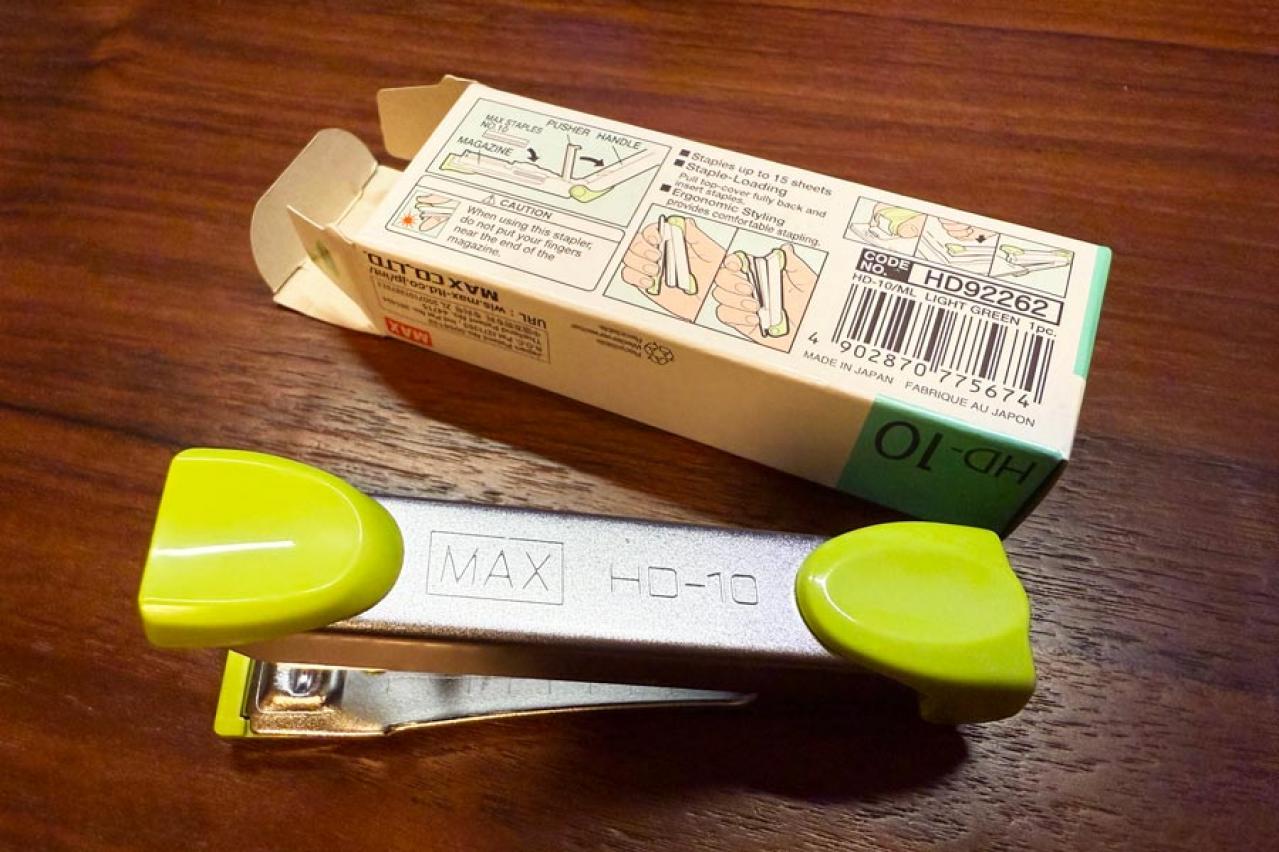 MAX STAPLES
NO.10
PUSHER HANDLE
MAGAZINE
CAUTION
When using this stapler,
do not put your fingers
near the end of the
magazine.
■ Staples up to 15 sheets
■ Staple-Loading
Pull top-cover fully back and
insert staples.
■ Ergonomic Styling
provides comfortable stapling.
CODE
NO.
HD92262
HD-10/ML LIGHT GREEN 1pc.
4 902870 775674
MADE IN JAPAN FABRIQUE AU JAPON
MAX
MAX CO.,LTD.
URL : wis.max-ltd.co.jp/int/
HD-10
MAX HD-10